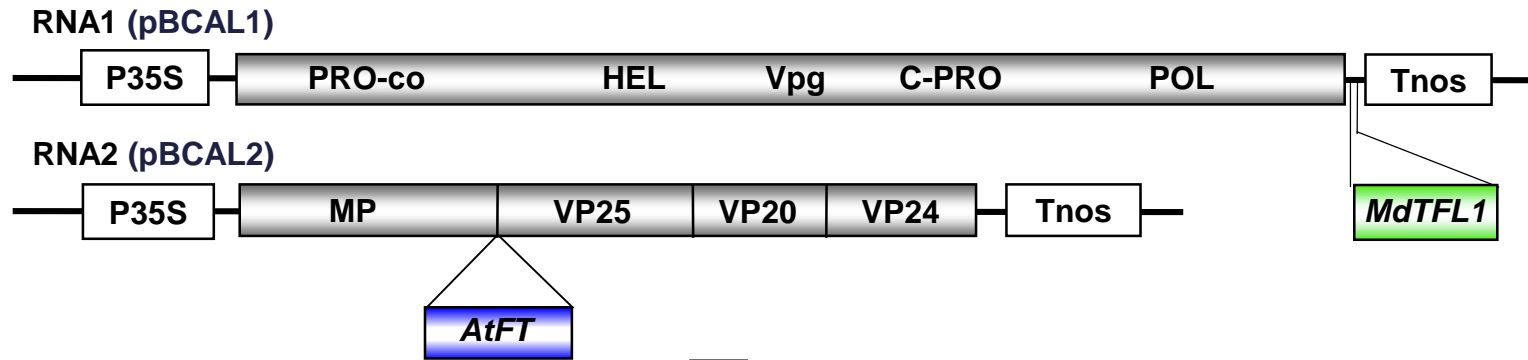 RNA1 (pBCAL1)
P35S PRO-co HEL Vpg C-PRO POL Tnos
RNA2 (pBCAL2)
P35S MP VP25 VP20 VP24 Tnos MdTFL1
AtFT